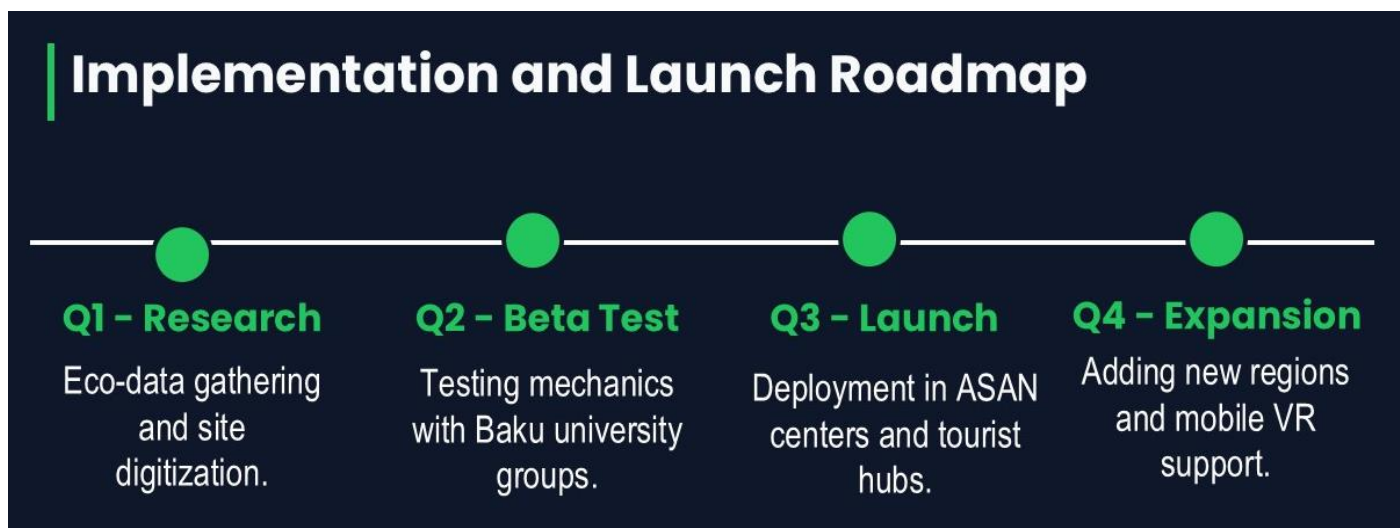 Implementation and Launch Roadmap
Q1 - Research
Eco-data gathering
and site
digitization.
Q2 - Beta Test
Testing mechanics
with Baku university
groups.
Q3 - Launch
Deployment in ASAN
centers and tourist
hubs.
Q4 - Expansion
Adding new regions
and mobile VR
support.